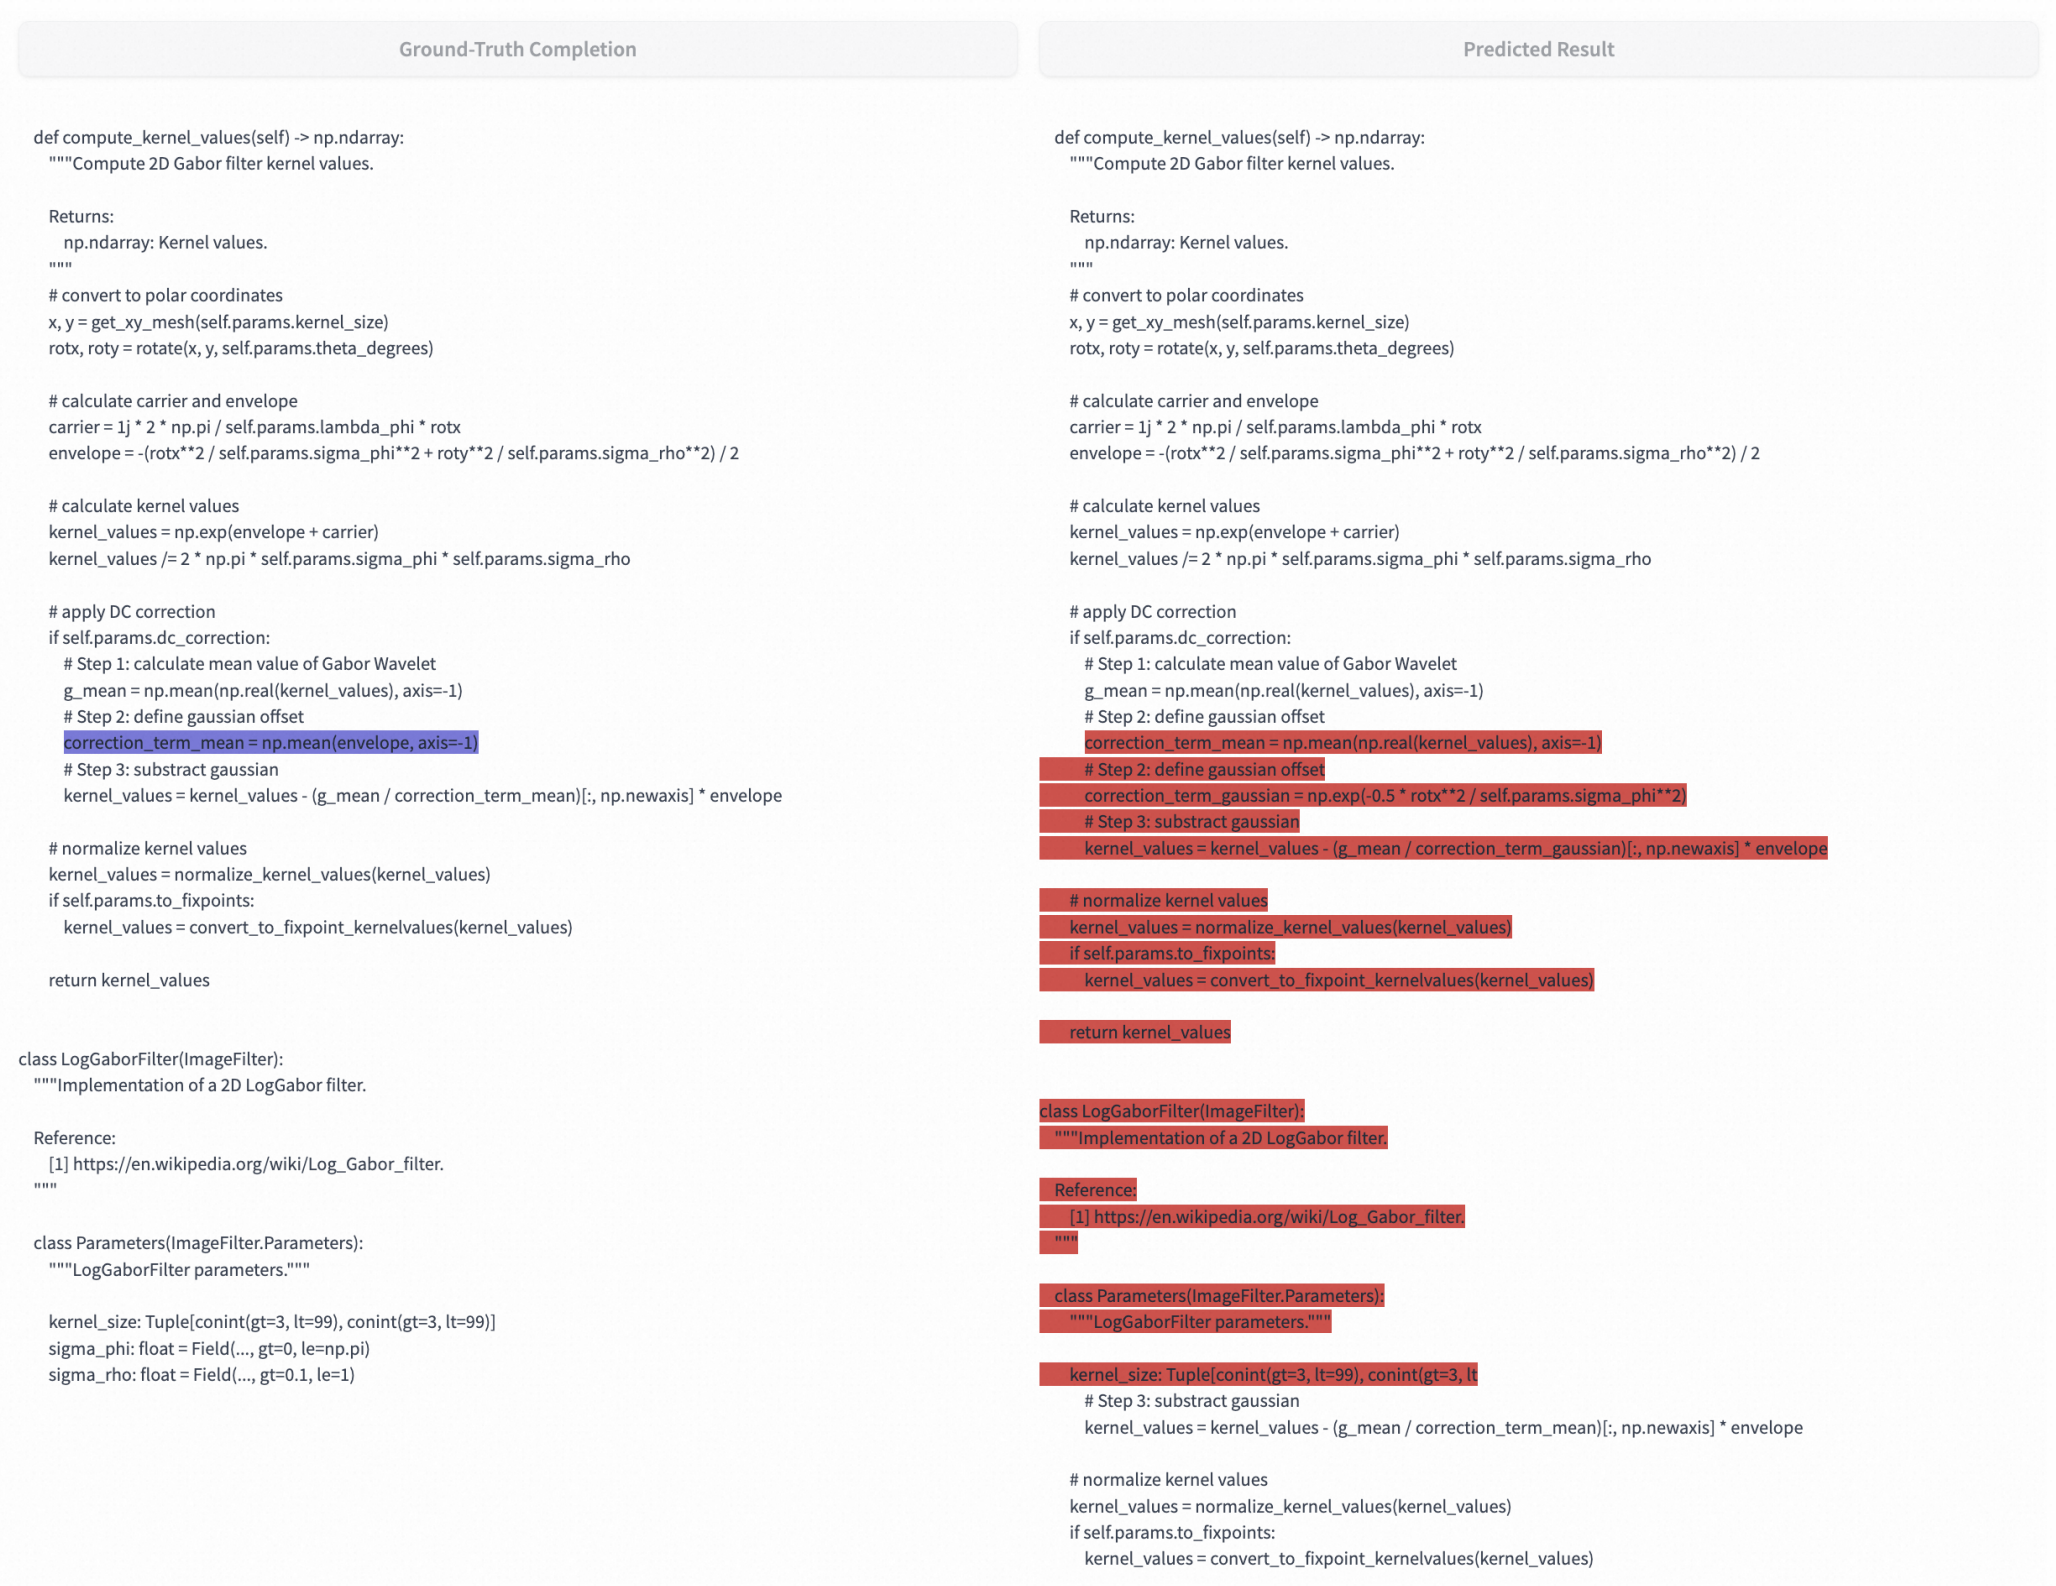 Ground-Truth Completion
def compute_kernel_values(self) -> np.ndarray:
"""Compute 2D Gabor filter kernel values.
Returns:
np.ndarray: Kernel values.
"""
# convert to polar coordinates
x, y = get_xy_mesh(self.params.kernel_size)
rotx, roty = rotate(x, y, self.params.theta_degrees)
# calculate carrier and envelope
carrier = 1j * 2 * np.pi / self.params.lambda_phi * rotx
envelope = -(rotx**2 / self.params.sigma_phi**2 + roty**2 / self.params.sigma_rho**2) / 2
# calculate kernel values
kernel_values = np.exp(envelope + carrier)
kernel_values /= 2 * np.pi * self.params.sigma_phi * self.params.sigma_rho
# apply DC correction
if self.params.dc_correction:
# Step 1: calculate mean value of Gabor Wavelet
g_mean = np.mean(np.real(kernel_values), axis=-1)
# Step 2: define gaussian offset
correction_term_mean = np.mean(envelope, axis=-1)
# Step 3: substract gaussian
kernel_values = kernel_values - (g_mean / correction_term_mean)[:, np.newaxis] * envelope
# normalize kernel values
kernel_values = normalize_kernel_values(kernel_values)
if self.params.to_fixpoints:
kernel_values = convert_to_fixpoint_kernelvalues(kernel_values)
return kernel_values
class LogGaborFilter(ImageFilter):
"""Implementation of a 2D LogGabor filter.
Reference:
[1] https://en.wikipedia.org/wiki/Log_Gabor_filter.
"""
class Parameters(ImageFilter.Parameters):
"""LogGaborFilter parameters."""
kernel_size: Tuple[conint(gt=3, lt=99), conint(gt=3, lt=99)]
sigma_phi: float = Field(..., gt=0, le=np.pi)
sigma_rho: float = Field(..., gt=0.1, le=1)
Predicted Result
def compute_kernel_values(self) -> np.ndarray:
"""Compute 2D Gabor filter kernel values.
Returns:
np.ndarray: Kernel values.
"""
# convert to polar coordinates
x, y = get_xy_mesh(self.params.kernel_size)
rotx, roty = rotate(x, y, self.params.theta_degrees)
# calculate carrier and envelope
carrier = 1j * 2 * np.pi / self.params.lambda_phi * rotx
envelope = -(rotx**2 / self.params.sigma_phi**2 + roty**2 / self.params.sigma_rho**2) / 2
# calculate kernel values
kernel_values = np.exp(envelope + carrier)
kernel_values /= 2 * np.pi * self.params.sigma_phi * self.params.sigma_rho
# apply DC correction
if self.params.dc_correction:
# Step 1: calculate mean value of Gabor Wavelet
g_mean = np.mean(np.real(kernel_values), axis=-1)
# Step 2: define gaussian offset
correction_term_mean = np.mean(np.real(kernel_values), axis=-1)
# Step 2: define gaussian offset
correction_term_gaussian = np.exp(-0.5 * rotx**2 / self.params.sigma_phi**2)
# Step 3: substract gaussian
kernel_values = kernel_values - (g_mean / correction_term_gaussian)[:, np.newaxis] * envelope
# normalize kernel values
kernel_values = normalize_kernel_values(kernel_values)
if self.params.to_fixpoints:
kernel_values = convert_to_fixpoint_kernelvalues(kernel_values)
return kernel_values
class LogGaborFilter(ImageFilter):
"""Implementation of a 2D LogGabor filter.
Reference:
[1] https://en.wikipedia.org/wiki/Log_Gabor_filter.
"""
class Parameters(ImageFilter.Parameters):
"""LogGaborFilter parameters."""
kernel_size: Tuple[conint(gt=3, lt=99), conint(gt=3, lt
# Step 3: substract gaussian
kernel_values = kernel_values - (g_mean / correction_term_mean)[:, np.newaxis] * envelope
# normalize kernel values
kernel_values = normalize_kernel_values(kernel_values)
if self.params.to_fixpoints:
kernel_values = convert_to_fixpoint_kernelvalues(kernel_values)